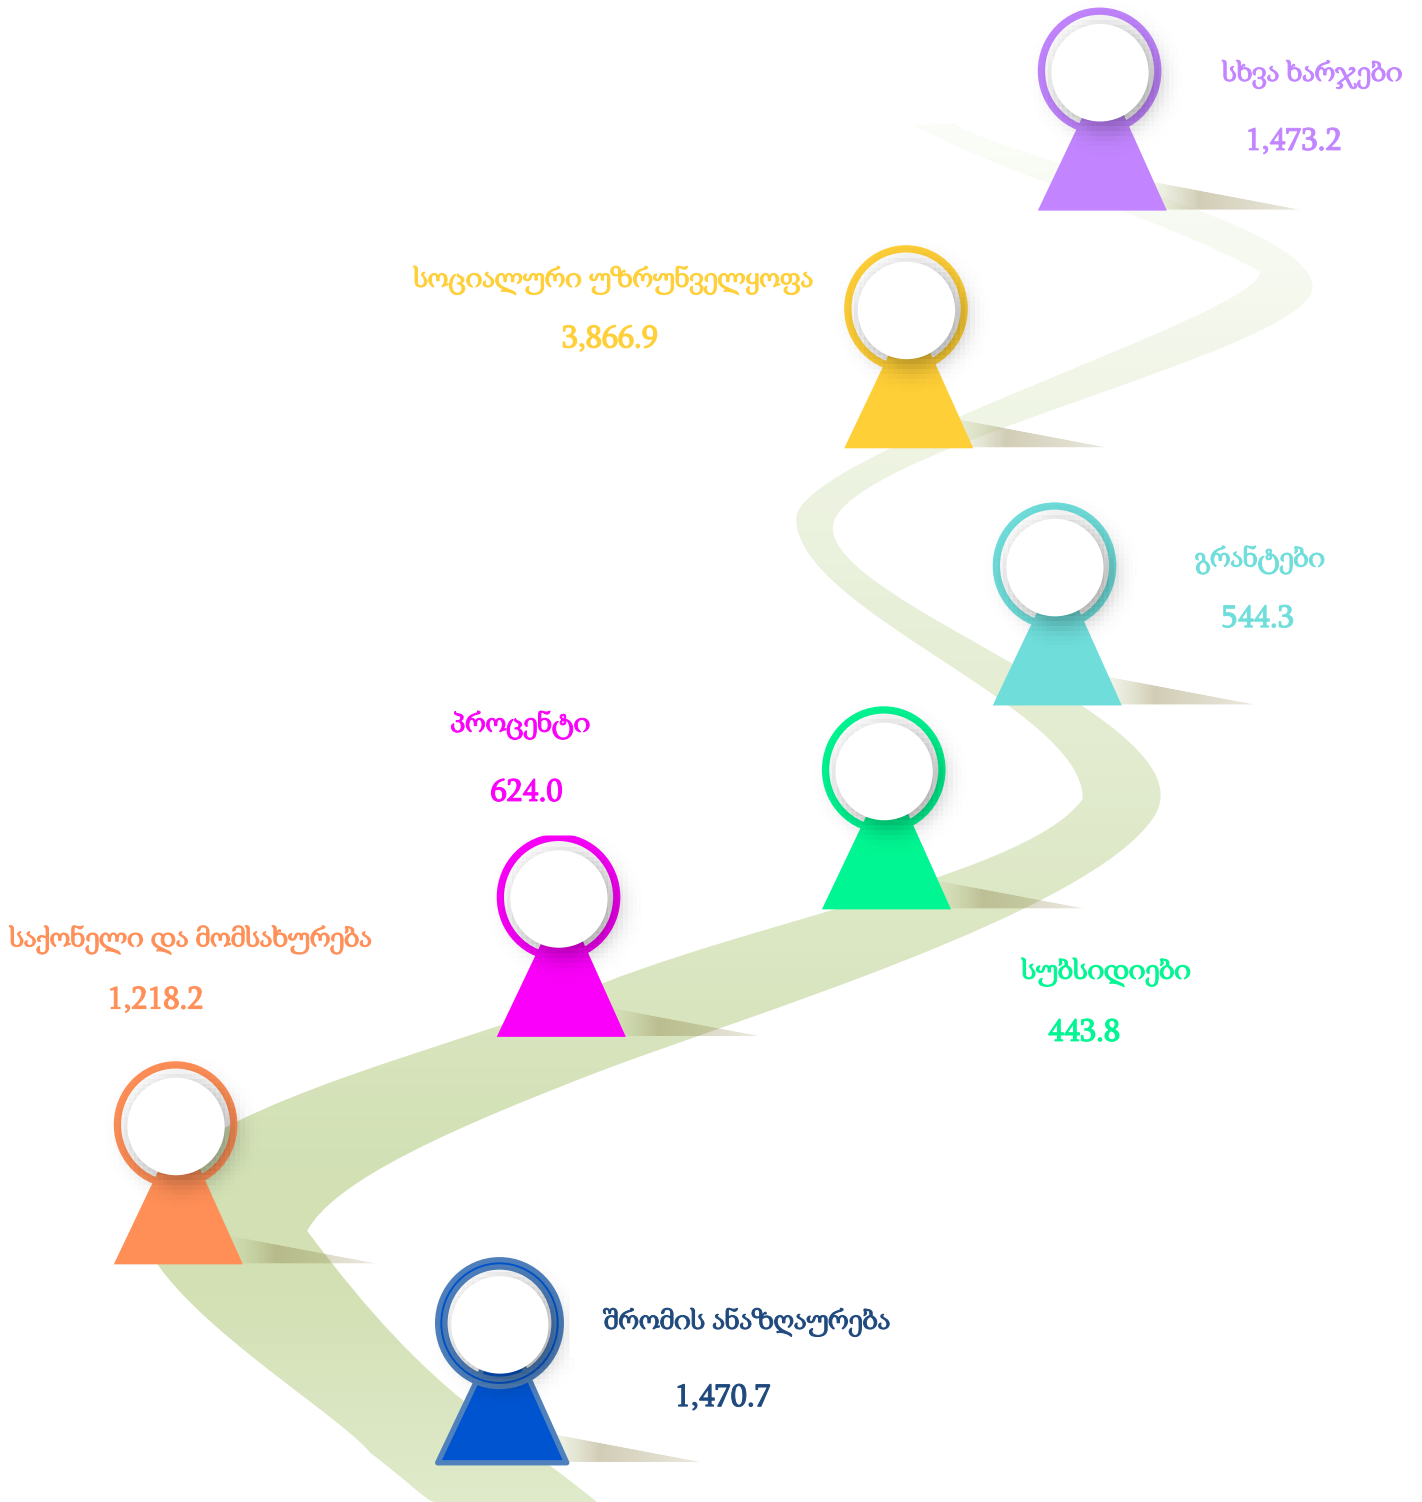 სხვა ხარჯები
1,473.2
სოციალური უზრუნველყოფა
3,866.9
გრანტები
544.3
პროცენტი
624.0
საქონელი და მომსახურება
1,218.2
სუბსიდიები
443.8
შრომის ანაზღაურება
1,470.7